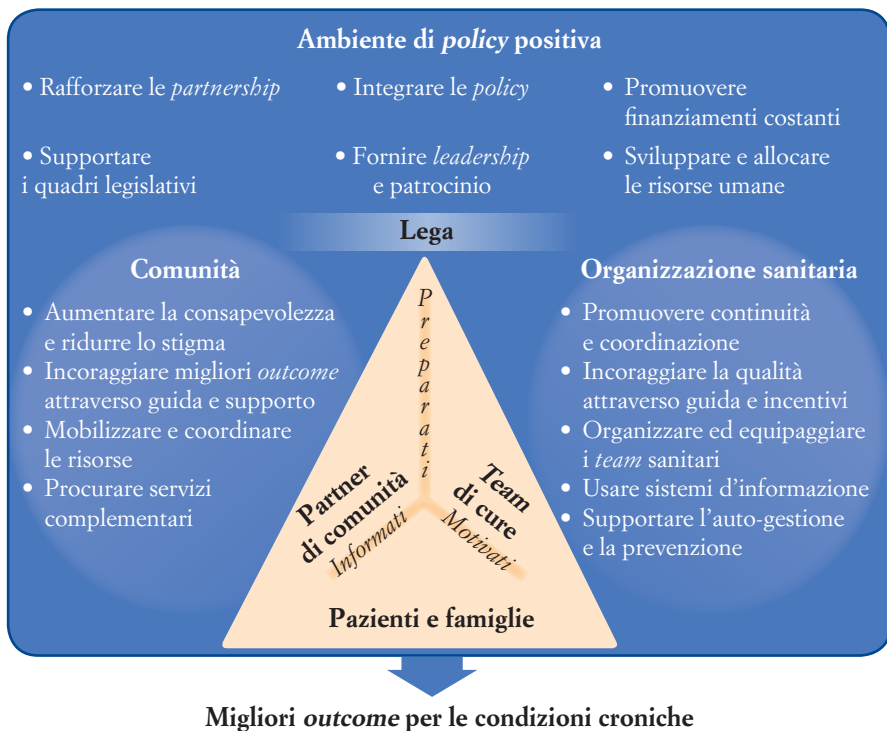 Ambiente di policy positiva
• Rafforzare le partnership
• Integrare le policy
• Promuovere
finanziamenti costanti
• Supportare
i quadri legislativi
• Fornire leadership
e patrocinio
• Sviluppare e allocare
le risorse umane
Lega
Comunità
• Aumentare la consapevolezza
e ridurre lo stigma
• Incoraggiare migliori outcome
attraverso guida e supporto
• Mobilizzare e coordinare
le risorse
• Procurare servizi
complementari
Preparati
Partner
di comunità
Informati
Team
di cure
Motivati
Pazienti e famiglie
Organizzazione sanitaria
• Promuovere continuità
e coordinazione
• Incoraggiare la qualità
attraverso guida e incentivi
• Organizzare ed equipaggiare
i team sanitari
• Usare sistemi d'informazione
• Supportare l'auto-gestione
e la prevenzione
Migliori outcome per le condizioni croniche